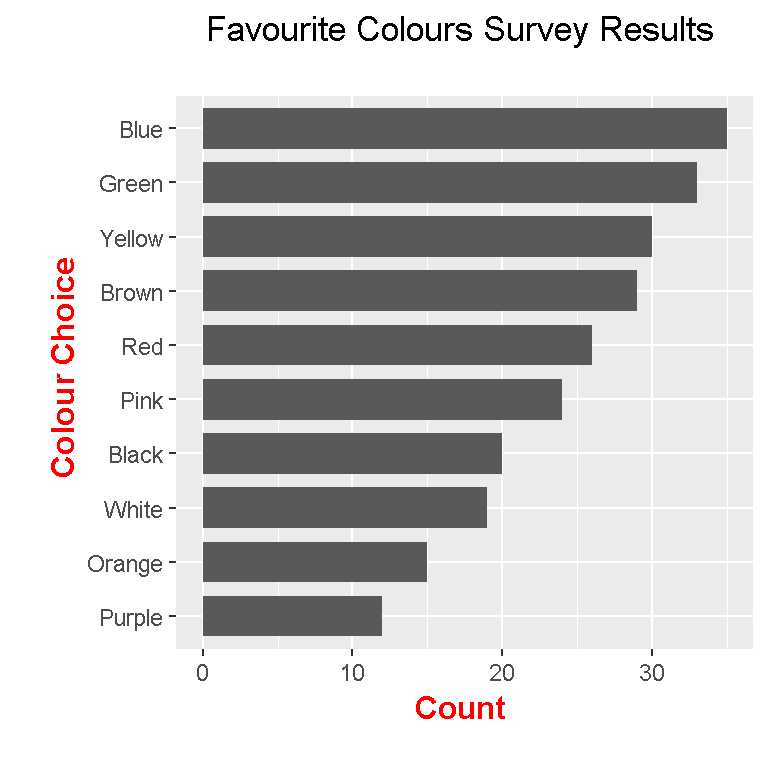 Favourite Colours Survey Results
Colour Choice
Blue
Green
Yellow
Brown
Red
Pink
Black
White
Orange
Purple
0 10 20 30
Count